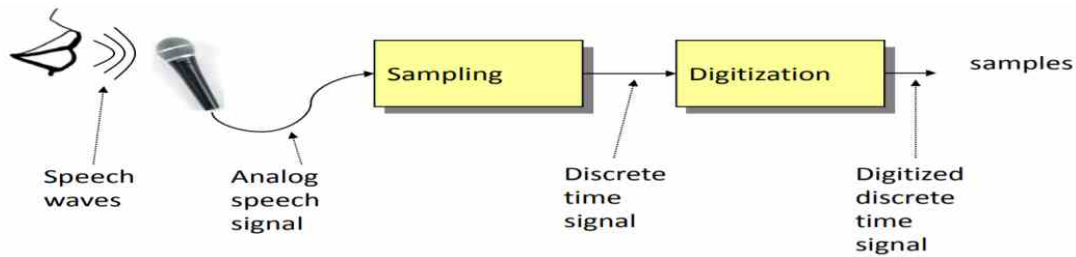 Sampling
Digitization
samples
Speech
waves
Analog
speech
signal
Discrete
time
signal
Digitized
discrete
time
signal